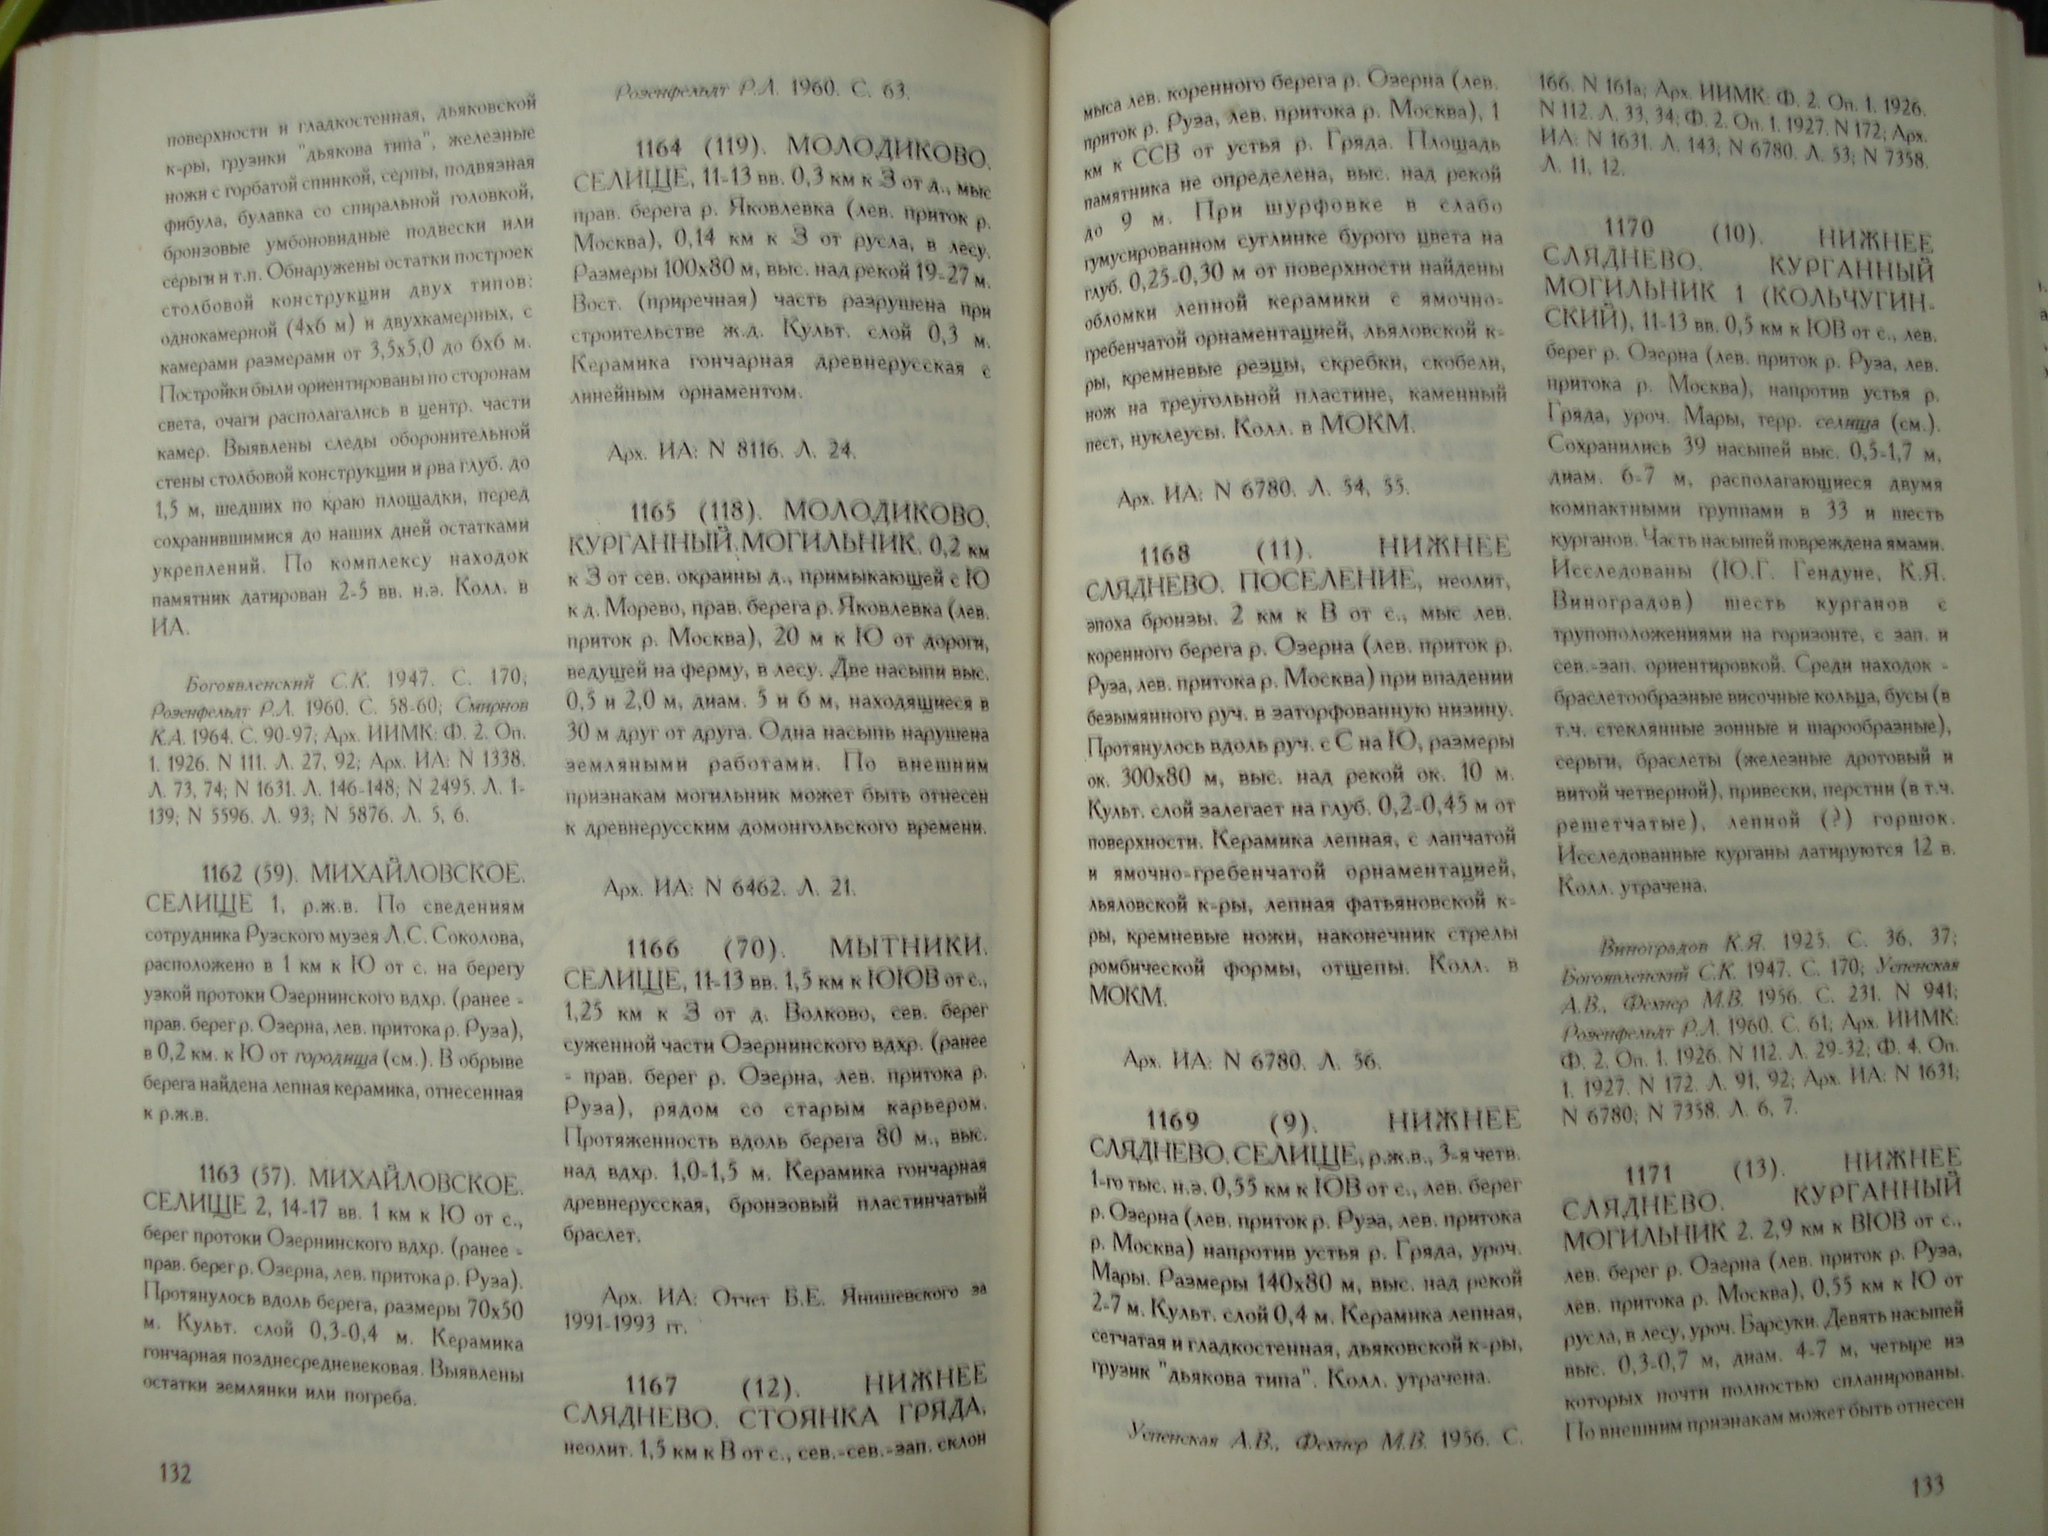 поверхности и гладкостенная, дьяковской
к-ры, грузики "дьякова типа", железные
ножи с горбатой спинкой, серпы, подвязная
фибула, булавка со спиральной головкой,
бронзовые умбоновидные подвески или
серьги и т.п. Обнаружены остатки построек
столбовой конструкции двух типов:
однокамерной (4х6 м) и двухкамерных, с
камерами размерами от 3,5х5,0 до 6х6 м.
Постройки были ориентированы по сторонам
света, очаги располагались в центр. части
камер. Выявлены следы оборонительной
стены столбовой конструкции и рва глуб. до
1,5 м, шедших по краю площадки, перед
сохранившимися до наших дней остатками
укреплений. По комплексу находок
памятник датирован 2-5 вв. н.э. Колл. в
ИА.
Богоявленский С.К. 1947. С. 170;
Розенфельдт Р.Л. 1960. С. 58-60; Смирнов
К.А. 1964. С. 90-97; Арх. ИИМК: Ф. 2. Оп.
1. 1926. N 111. Л. 27, 92; Арх. ИА: N 1338.
Л. 73, 74; N 1631. Л. 146-148; N 2495. Л. 1-
139; N 5596. Л. 93; N 5876. Л. 5, 6.
1162 (59). МИХАЙЛОВСКОЕ.
СЕЛИЩЕ 1, р.ж.в. По сведениям
сотрудника Рузского музея Л.С. Соколова,
расположено в 1 км к Ю от с. на берегу
узкой протоки Озернинского вдхр. (ранее -
прав. берег р. Озерна, лев. притока р. Руза),
в 0,2 км. к Ю от городища (см.). В обрыве
берега найдена лепная керамика, отнесенная
к р.ж.в.
1163 (57). МИХАЙЛОВСКОЕ.
СЕЛИЩЕ 2, 14-17 вв. 1 км к Ю от с.,
берег протоки Озернинского вдхр. (ранее -
прав. берег р. Озерна, лев. притока р. Руза).
Протянулось вдоль берега, размеры 70х50
м. Культ. слой 0,3-0,4 м. Керамика
гончарная позднесредневековая. Выявлены
остатки землянки или погреба.
132
Розенфельдт Р.Л. 1960. С. 63.
1164 (119). МОЛОДИКОВО.
СЕЛИЩЕ, 11-13 вв. 0,3 км к З от д., мыс
прав. берега р. Яковлевка (лев. приток р.
Москва), 0,14 км к З от русла, в лесу.
Размеры 100х80 м, выс. над рекой 19-27 м.
Вост. (приречная) часть разрушена при
строительстве ж.д. Культ. слой 0,3 м.
Керамика гончарная древнерусская с
линейным орнаментом.
Арх. ИА: N 8116. Л. 24.
1165 (118). МОЛОДИКОВО.
КУРГАННЫЙ МОГИЛЬНИК. 0,2 км
к З от сев. окраины д., примыкающей с Ю
к д. Морево, прав. берега р. Яковлевка (лев.
приток р. Москва), 20 м к Ю от дороги,
ведущей на ферму, в лесу. Две насыпи выс.
0,5 и 2,0 м, диам. 5 и 6 м, находящиеся в
30 м друг от друга. Одна насыпь нарушена
земляными работами. По внешним
признакам могильник может быть отнесен
к древнерусским домонгольского времени.
Арх. ИА: N 6462. Л. 21.
1166 (70). МЫТНИКИ.
СЕЛИЩЕ, 11-13 вв. 1,5 км к ЮЮВ от с.,
1,25 км к З от д. Волково, сев. берег
суженной части Озернинского вдхр. (ранее
- прав. берег р. Озерна, лев. притока р.
Руза), рядом со старым карьером.
Протяженность вдоль берега 80 м., выс.
над вдхр. 1,0-1,5 м. Керамика гончарная
древнерусская, бронзовый пластинчатый
браслет.
Арх. ИА: Отчет Б.Е. Янишевского за
1991-1993 гг.
1167 (12). НИЖНЕЕ
СЛЯДНЕВО. СТОЯНКА ГРЯДА,
неолит. 1,5 км к В от с., сев.-сев.-зап. склон
мыса лев. коренного берега р. Озерна (лев.
приток р. Руза, лев. притока р. Москва), 1
км к ССВ от устья р. Гряда. Площадь
памятника не определена, выс. над рекой
до 9 м. При шурфовке в слабо
гумусированном суглинке бурого цвета на
глуб. 0,25-0,30 м от поверхности найдены
обломки лепной керамики с ямочно-
гребенчатой орнаментацией, льяловской к-
ры, кремневые резцы, скребки, скобели,
нож на треугольной пластине, каменный
пест, нуклеусы. Колл. в МОКМ.
Арх. ИА: N 6780. Л. 54, 55.
1168 (11). НИЖНЕЕ
СЛЯДНЕВО. ПОСЕЛЕНИЕ, неолит,
эпоха бронзы. 2 км к В от с., мыс лев.
коренного берега р. Озерна (лев. приток р.
Руза, лев. притока р. Москва) при впадении
безымянного руч. в заторфованную низину.
Протянулось вдоль руч. с С на Ю, размеры
ок. 300х80 м, выс. над рекой ок. 10 м.
Культ. слой залегает на глуб. 0,2-0,45 м от
поверхности. Керамика лепная, с лапчатой
и ямочно-гребенчатой орнаментацией,
льяловской к-ры, лепная фатьяновской к-
ры, кремневые ножи, наконечник стрелы
ромбической формы, отщепы. Колл. в
МОКМ.
Арх. ИА: N 6780. Л. 56.
1169 (9). НИЖНЕЕ
СЛЯДНЕВО. СЕЛИЩЕ, р.ж.в., 3-я четв.
1-го тыс. н.э. 0,55 км к ЮВ от с., лев. берег
р. Озерна (лев. приток р. Руза, лев. притока
р. Москва) напротив устья р. Гряда, уроч.
Мары. Размеры 140х80 м, выс. над рекой
2-7 м. Культ. слой 0,4 м. Керамика лепная,
сетчатая и гладкостенная, дьяковской к-ры,
грузик "дьякова типа". Колл. утрачена.
Успенская А.В., Фехнер М.В. 1956. С.
166. N 161а; Арх. ИИМК: Ф. 2. Оп. 1. 1926.
N 112. Л. 33, 34; Ф. 2. Оп. 1. 1927. N 172; Арх.
ИА: N 1631. Л. 143; N 6780. Л. 53; N 7358.
Л. 11, 12.
1170 (10). НИЖНЕЕ
СЛЯДНЕВО. КУРГАННЫЙ
МОГИЛЬНИК 1 (КОЛЬЧУГИН-
СКИЙ), 11-13 вв. 0,5 км к ЮВ от с., лев.
берег р. Озерна (лев. приток р. Руза, лев.
притока р. Москва), напротив устья р.
Гряда, уроч. Мары, терр. селища (см.).
Сохранились 39 насыпей выс. 0,5-1,7 м,
диам. 6-7 м, располагающиеся двумя
компактными группами в 33 и шесть
курганов. Часть насыпей повреждена ямами.
Исследованы (Ю.Г. Гендуне, К.Я.
Виноградов) шесть курганов с
трупоположениями на горизонте, с зап. и
сев.-зап. ориентировкой. Среди находок -
браслетообразные височные кольца, бусы (в
т.ч. стеклянные зонные и шарообразные),
серьги, браслеты (железные дротовый и
витой четверной), привески, перстни (в т.ч.
решетчатые), лепной (?) горшок.
Исследованные курганы датируются 12 в.
Колл. утрачена.
Виноградов К.Я. 1925. С. 36, 37;
Богоявленский С.К. 1947. С. 170; Успенская
А.В., Фехнер М.В. 1956. С. 231. N 941;
Розенфельдт Р.Л. 1960. С. 61; Арх. ИИМК:
Ф. 2. Оп. 1. 1926. N 112. Л. 29-32; Ф. 4. Оп.
1. 1927. N 172. Л. 91, 92; Арх. ИА: N 1631;
N 6780; N 7358. Л. 6, 7.
1171 (13). НИЖНЕЕ
СЛЯДНЕВО. КУРГАННЫЙ
МОГИЛЬНИК 2. 2,9 км к ВЮВ от с.,
лев. берег р. Озерна (лев. приток р. Руза,
лев. притока р. Москва), 0,55 км к Ю от
русла, в лесу, уроч. Барсуки. Девять насыпей
выс. 0,3-0,7 м, диам. 4-7 м, четыре из
которых почти полностью спланированы.
По внешним признакам может быть отнесен
133